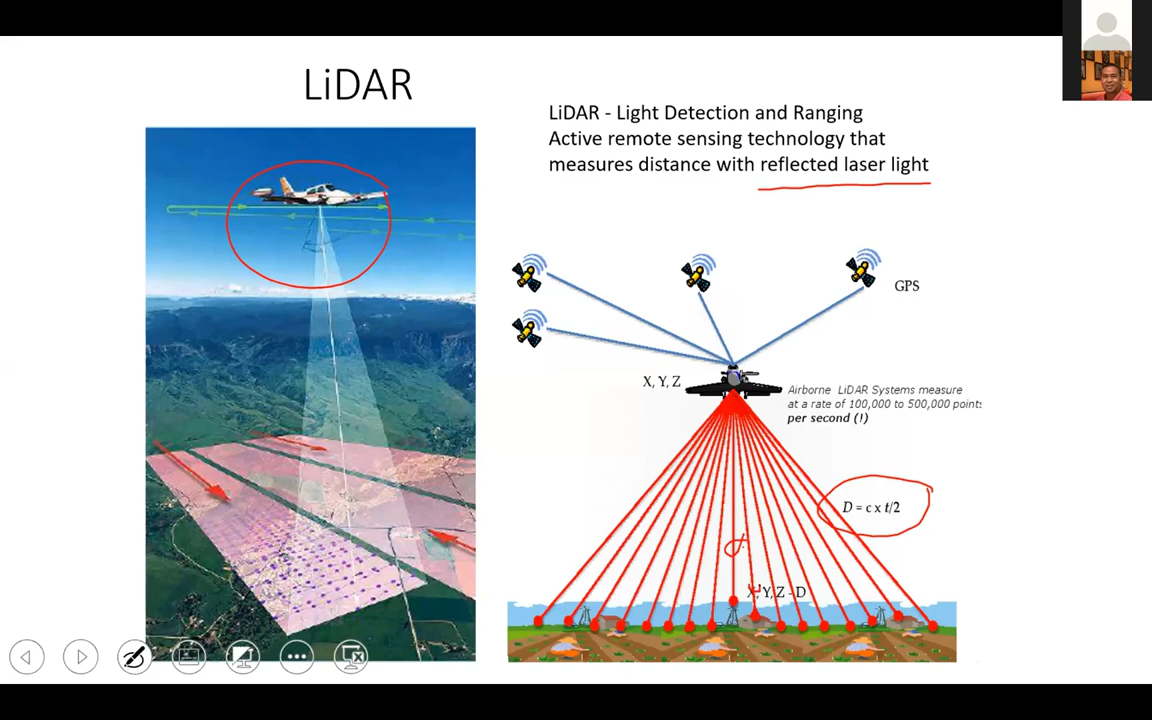 LiDAR
LiDAR - Light Detection and Ranging
Active remote sensing technology that
measures distance with reflected laser light
GPS
X, Y, Z
Airborne LiDAR Systems measure
at a rate of 100,000 to 500,000 points
per second (!)
D = c x t/2
d
X, Y, Z - D